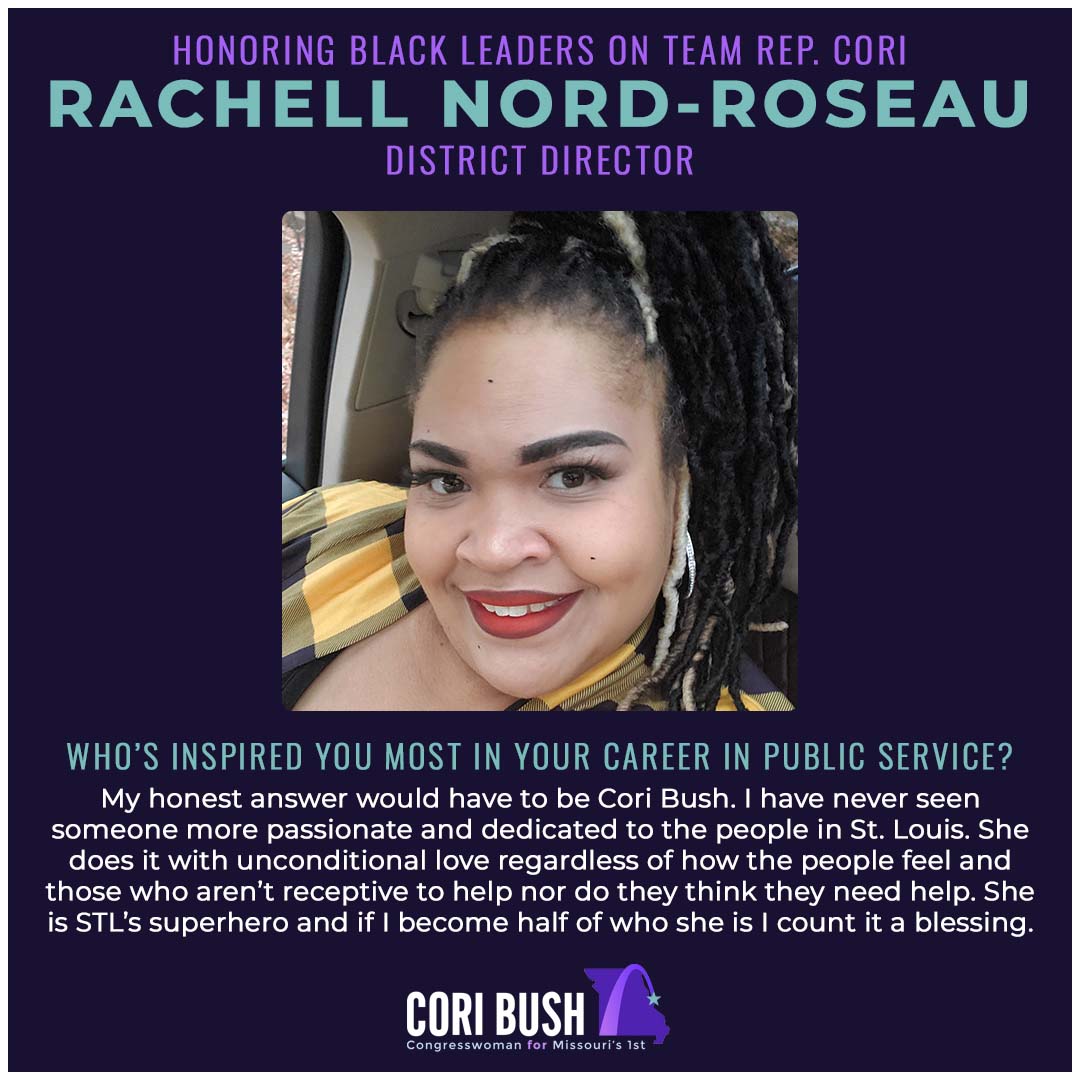 HONORING BLACK LEADERS ON TEAM REP. CORI
RACHELL NORD-ROSEAU
DISTRICT DIRECTOR
WHO'S INSPIRED YOU MOST IN YOUR CAREER IN PUBLIC SERVICE?
My honest answer would have to be Cori Bush. I have never seen
someone more passionate and dedicated to the people in St. Louis. She
does it with unconditional love regardless of how the people feel and
those who aren't receptive to help nor do they think they need help. She
is STL's superhero and if I become half of who she is I count it a blessing.
CORI BUSH
Congresswoman for Missouri's 1st